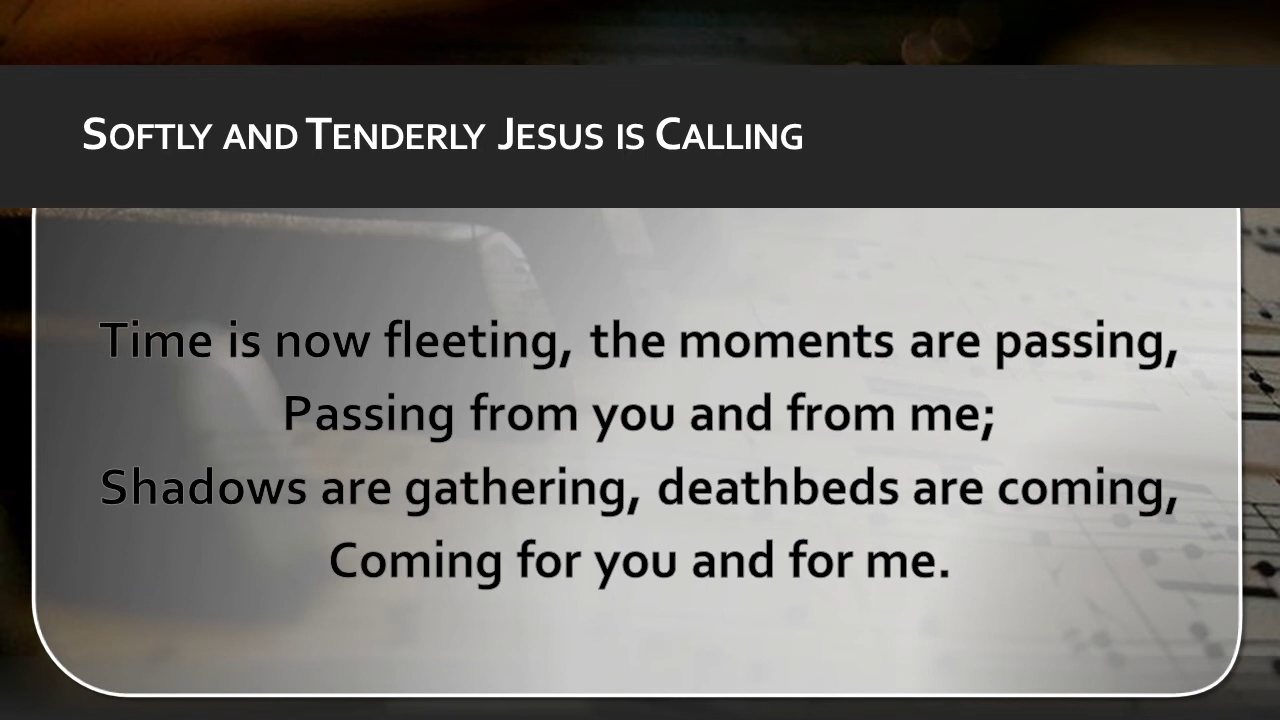 Softly and Tenderly Jesus is Calling
Time is now fleeting, the moments are passing,
Passing from you and from me;
Shadows are gathering, deathbeds are coming,
Coming for you and for me.